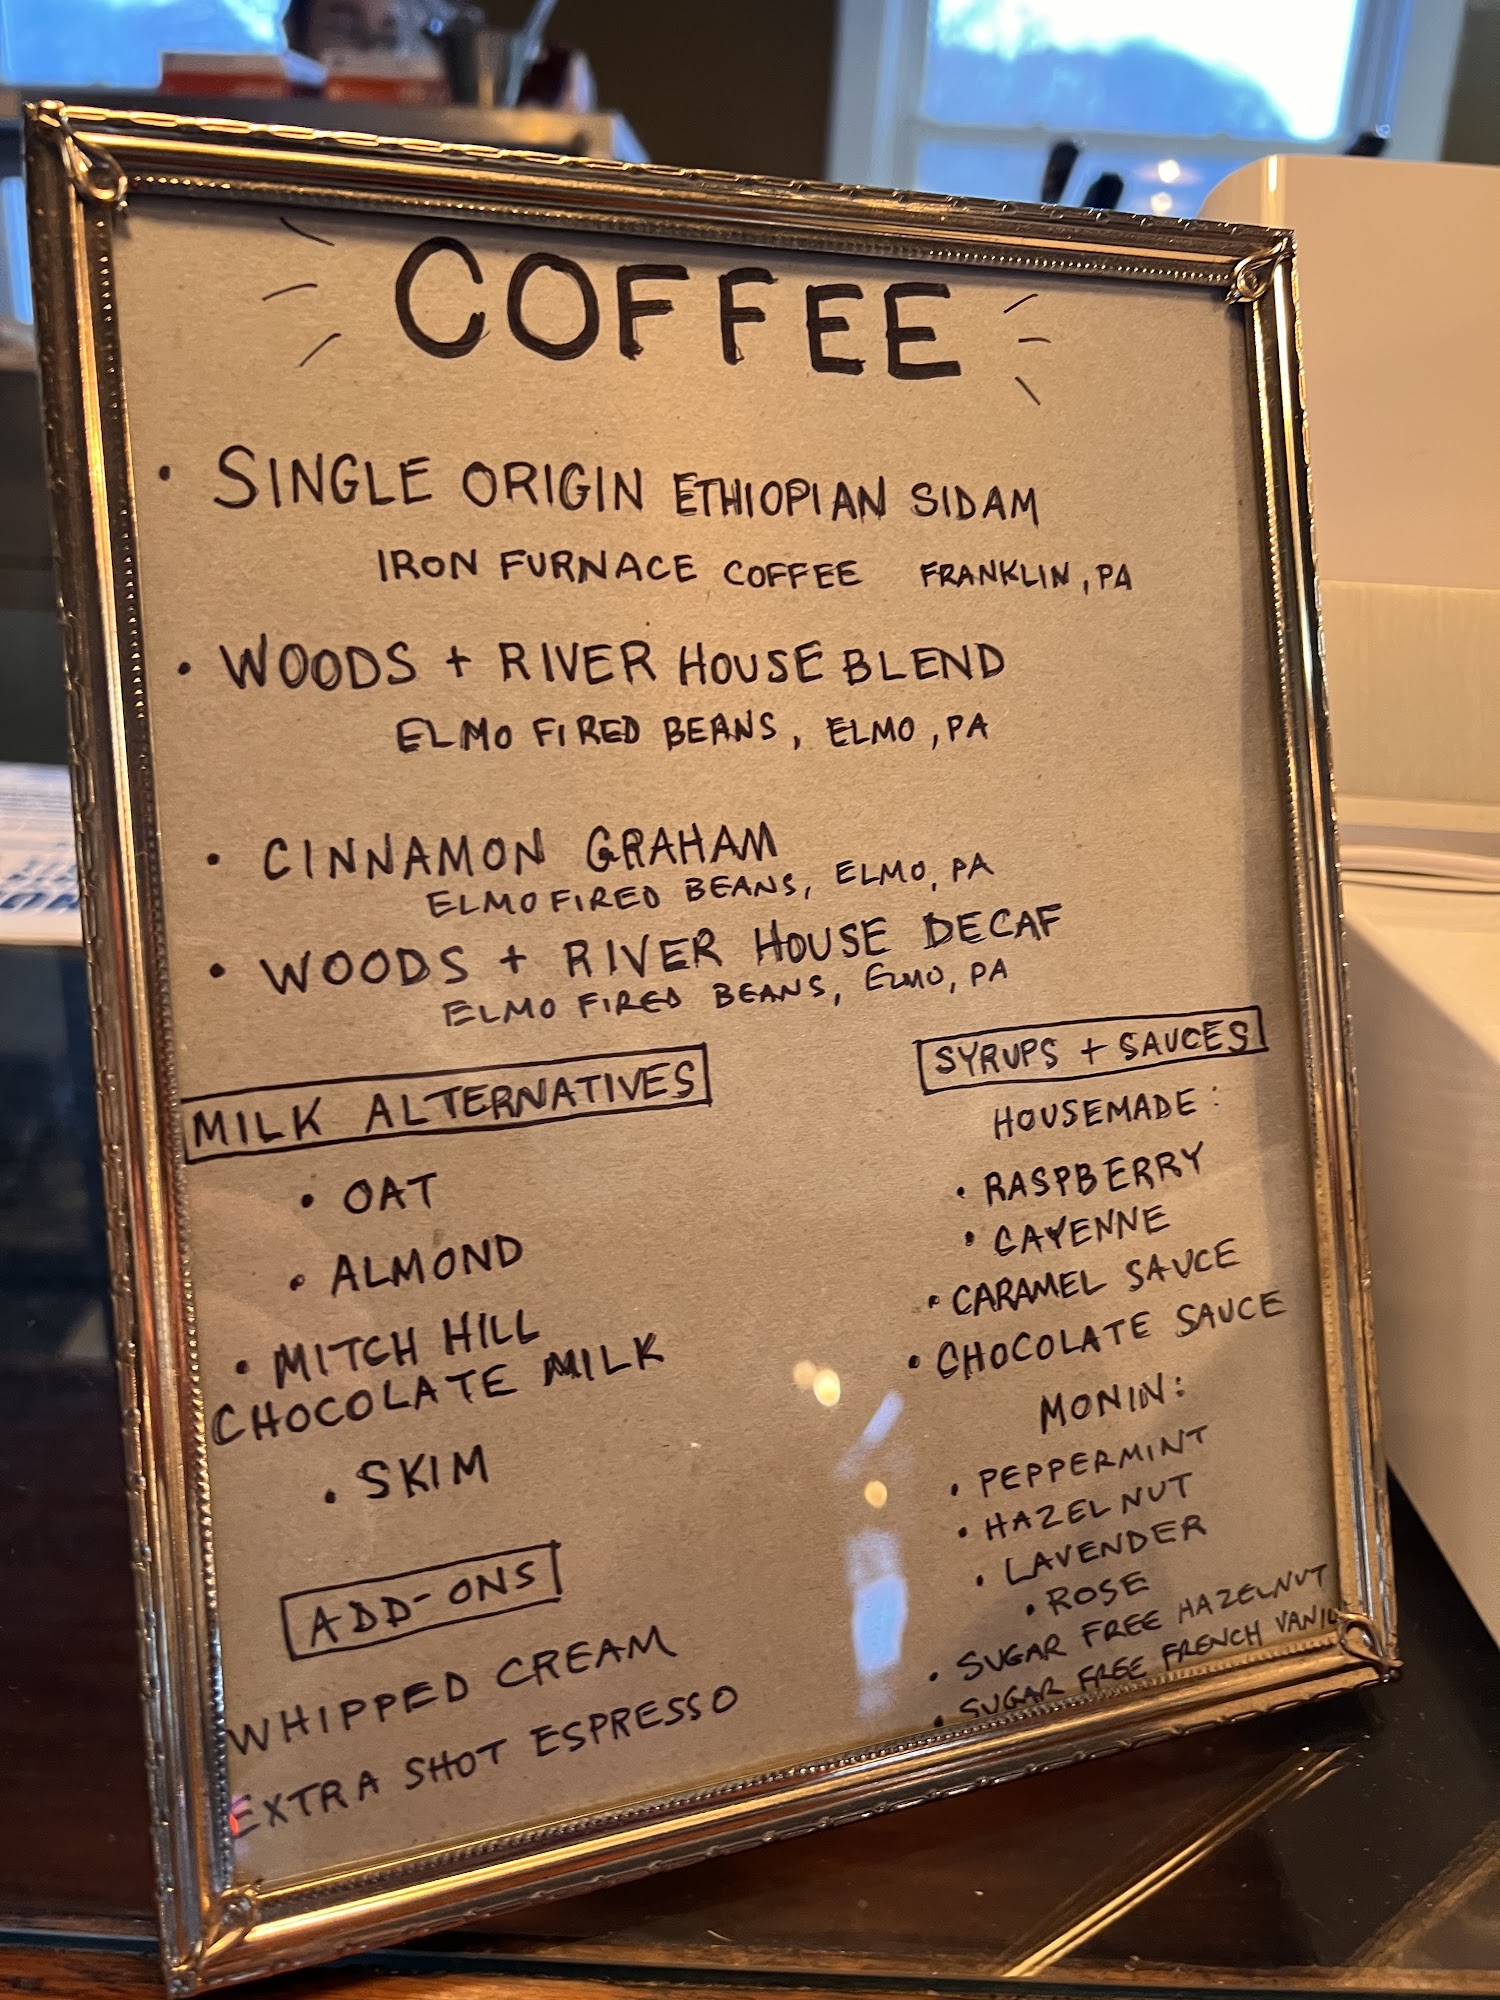 COFFEE
• SINGLE ORIGIN ETHIOPIAN SIDAM
IRON FURNACE COFFEE FRANKLIN, PA
• WOODS + RIVER HOUSE BLEND
ELMO FIRED BEANS, ELMO, PA
• CINNAMON GRAHAM
ELMO FIRED BEANS, ELMO, PA
• WOODS + RIVER HOUSE DECAF
ELMO FIRED BEANS, ELMO, PA
MILK ALTERNATIVES
• OAT
• ALMOND
• MITCH HILL
CHOCOLATE MILK
• SKIM
ADD-ONS
WHIPPED CREAM
EXTRA SHOT ESPRESSO
SYRUPS + SAUCES
HOUSEMADE:
• RASPBERRY
• CAYENNE
• CARAMEL SAUCE
• CHOCOLATE SAUCE
MONIN:
• PEPPERMINT
• HAZELNUT
• LAVENDER
• ROSE
• SUGAR FREE HAZELNUT
• SUGAR FREE FRENCH